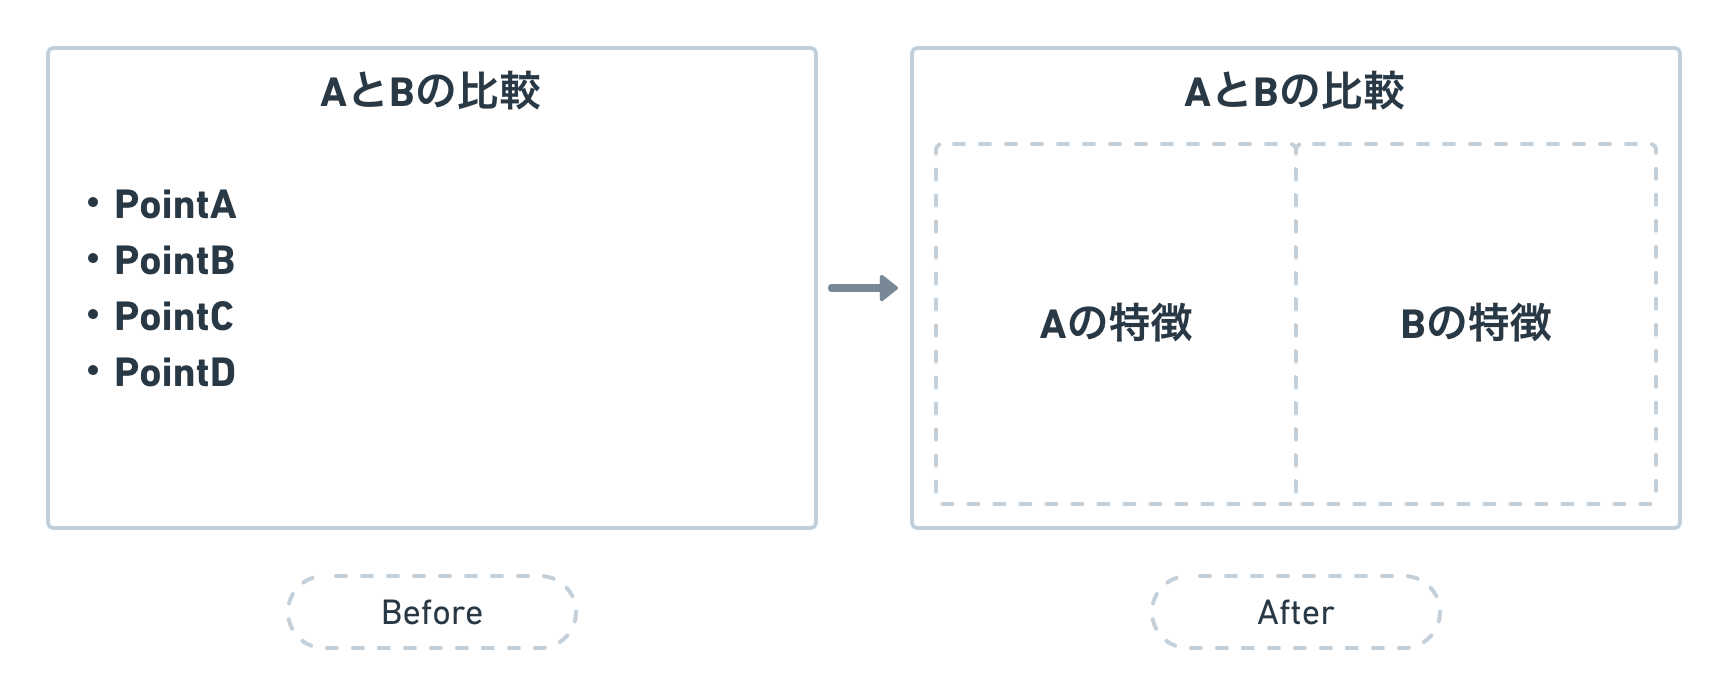 AとBの比較
・PointA
・PointB
・PointC
・PointD
Before
AとBの比較
Aの特徴
Bの特徴
After